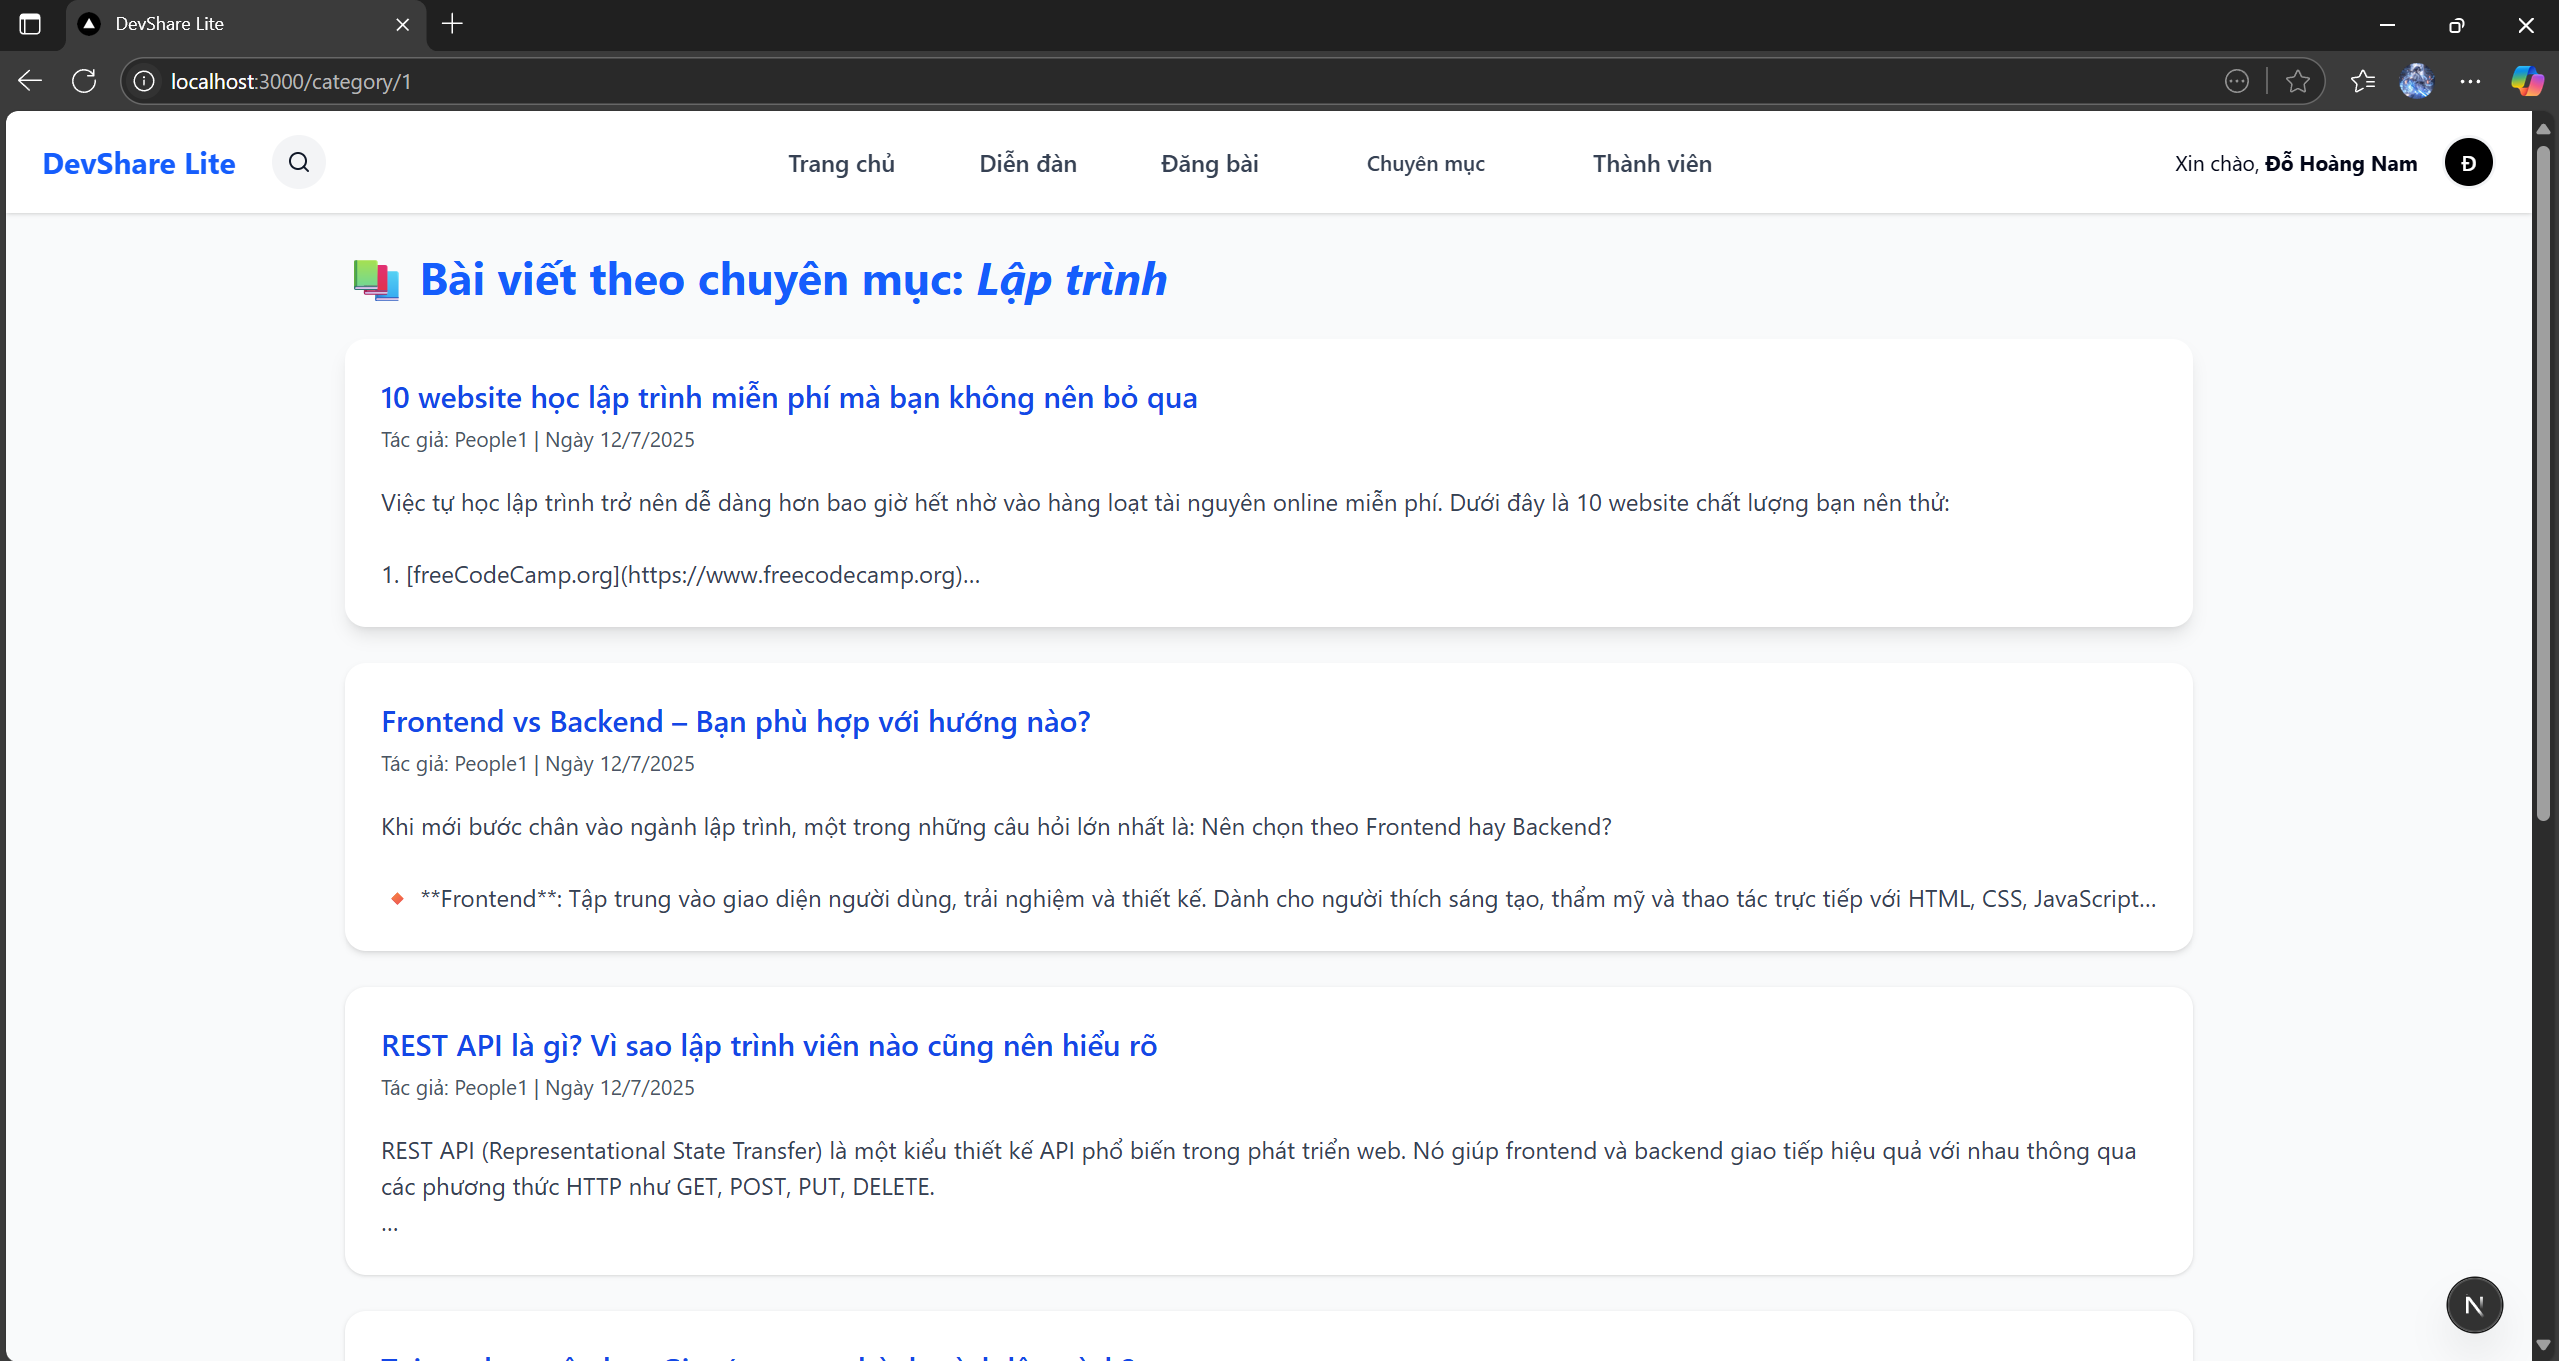 DevShare Lite
localhost:3000/category/1
DevShare Lite
Trang chủ
Diễn đàn
Đăng bài
Chuyên mục
Thành viên
Xin chào, Đỗ Hoàng Nam
Đ
Bài viết theo chuyên mục: Lập trình
10 website học lập trình miễn phí mà bạn không nên bỏ qua
Tác giả: People1 | Ngày 12/7/2025
Việc tự học lập trình trở nên dễ dàng hơn bao giờ hết nhờ vào hàng loạt tài nguyên online miễn phí. Dưới đây là 10 website chất lượng bạn nên thử:
1. [freeCodeCamp.org](https://www.freecodecamp.org)...
Frontend vs Backend – Bạn phù hợp với hướng nào?
Tác giả: People1 | Ngày 12/7/2025
Khi mới bước chân vào ngành lập trình, một trong những câu hỏi lớn nhất là: Nên chọn theo Frontend hay Backend?
🔸 **Frontend**: Tập trung vào giao diện người dùng, trải nghiệm và thiết kế. Dành cho người thích sáng tạo, thẩm mỹ và thao tác trực tiếp với HTML, CSS, JavaScript...
REST API là gì? Vì sao lập trình viên nào cũng nên hiểu rõ
Tác giả: People1 | Ngày 12/7/2025
REST API (Representational State Transfer) là một kiểu thiết kế API phổ biến trong phát triển web. Nó giúp frontend và backend giao tiếp hiệu quả với nhau thông qua
các phương thức HTTP như GET, POST, PUT, DELETE.
...
N